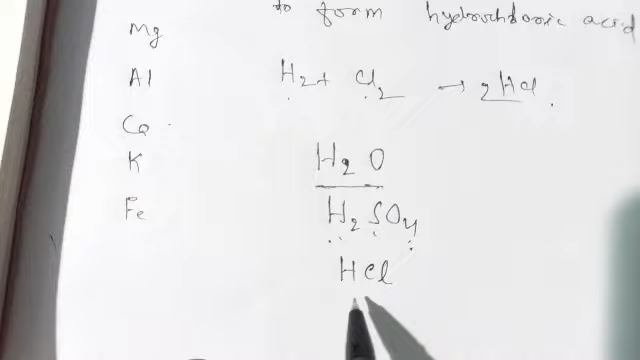 to form hydrochloric acid
Mg
Al
H2 + Cl2 → 2HCl.
Ca
K
H2O
Fe
H2SO4
HCl